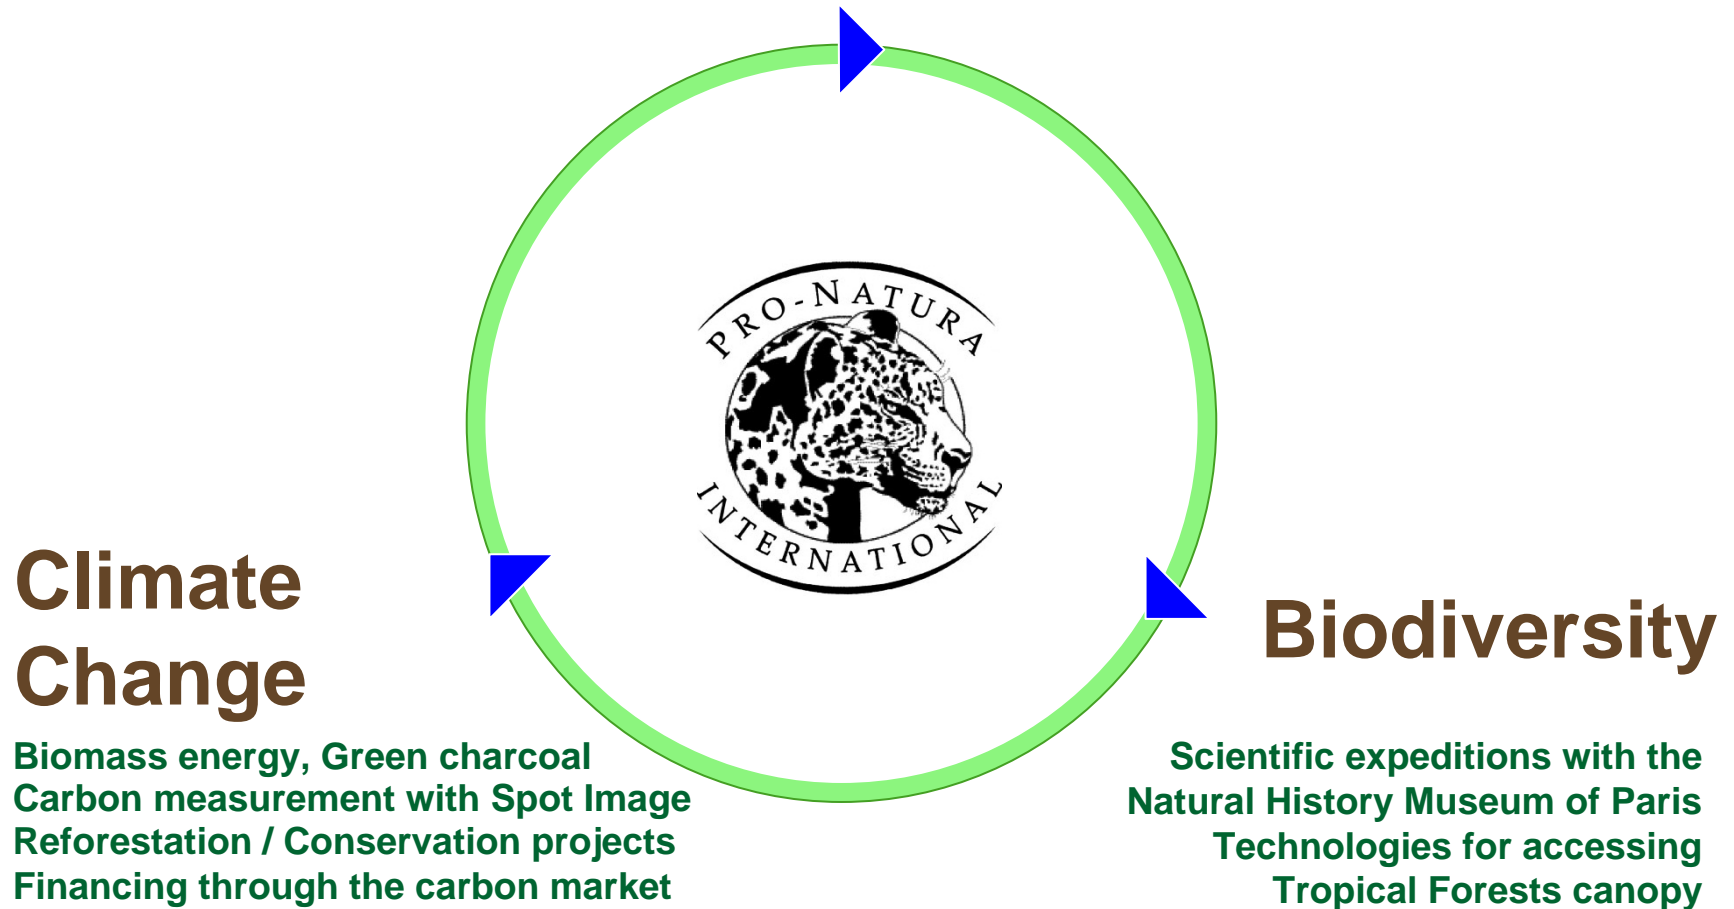 PRO-NATURA
INTERNATIONAL
Climate
Change
Biomass energy, Green charcoal
Carbon measurement with Spot Image
Reforestation / Conservation projects
Financing through the carbon market
Biodiversity
Scientific expeditions with the
Natural History Museum of Paris
Technologies for accessing
Tropical Forests canopy